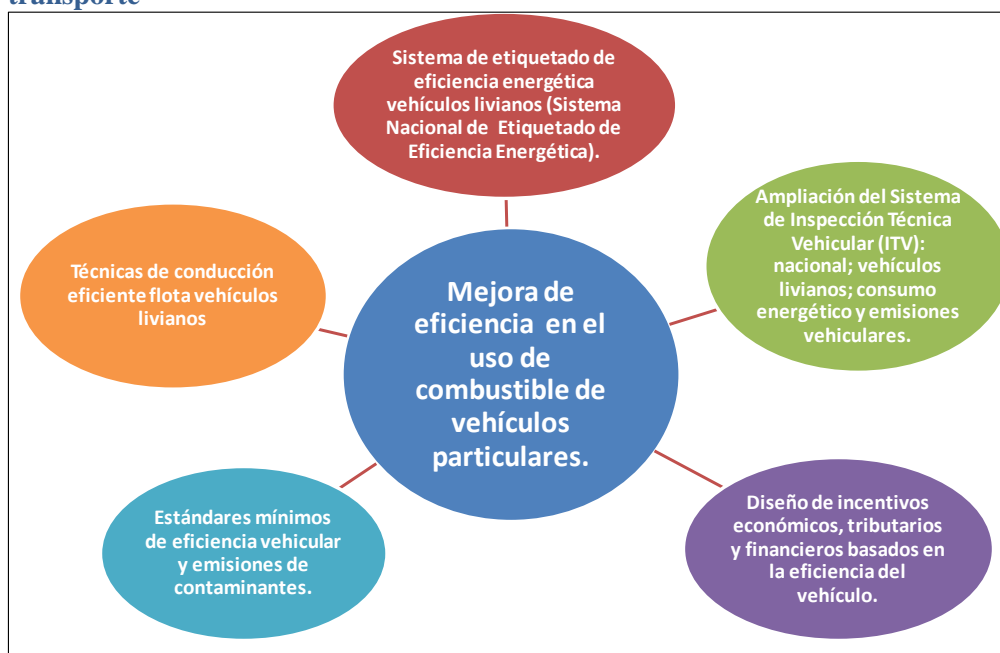 transporte
Sistema de etiquetado de
eficiencia energética
vehículos livianos (Sistema
Nacional de Etiquetado de
Eficiencia Energética).
Ampliación del Sistema
de Inspección Técnica
Vehicular (ITV):
nacional; vehículos
livianos; consumo
energético y emisiones
vehiculares.
Técnicas de conducción
eficiente flota vehículos
livianos
Mejora de
eficiencia en el
uso de
combustible de
vehículos
particulares.
Estándares mínimos
de eficiencia vehicular
y emisiones de
contaminantes.
Diseño de incentivos
económicos, tributarios
y financieros basados en
la eficiencia del
vehículo.